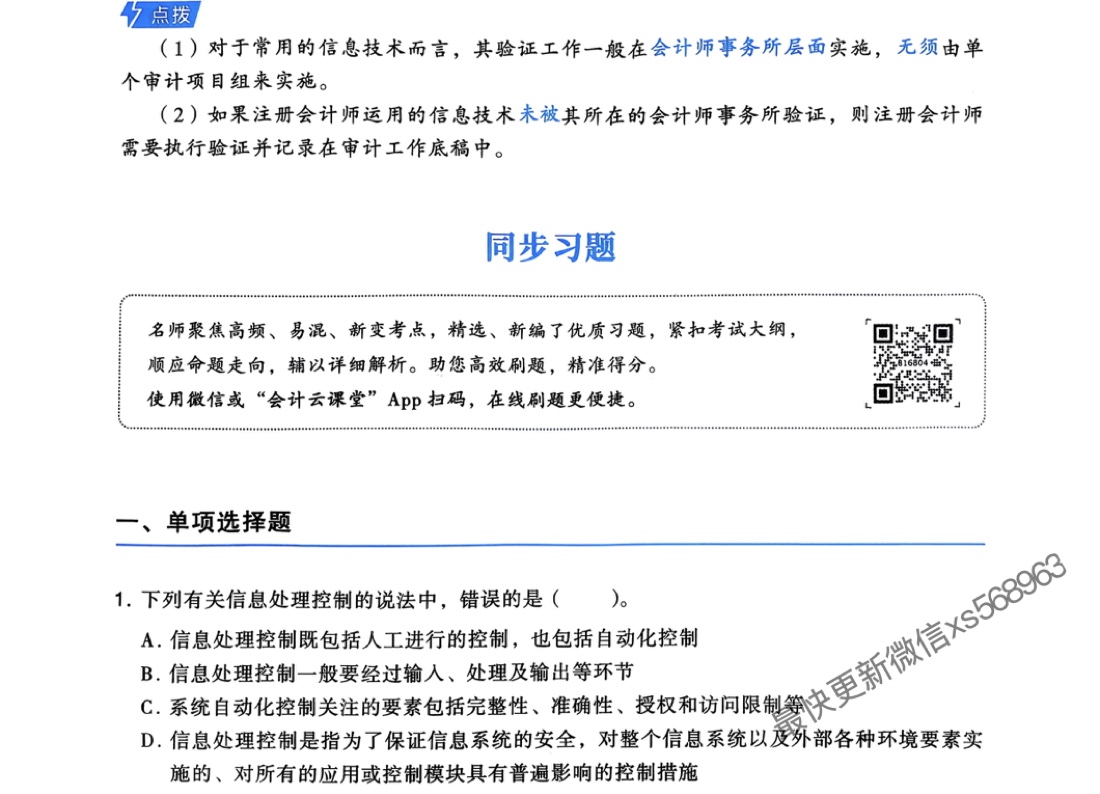 点拨
（1）对于常用的信息技术而言，其验证工作一般在会计师事务所层面实施，无须由单
个审计项目组来实施。
（2）如果注册会计师运用的信息技术未被其所在的会计师事务所验证，则注册会计师
需要执行验证并记录在审计工作底稿中。
同步习题
名师聚焦高频、易混、新变考点，精选、新编了优质习题，紧扣考试大纲，
顺应命题走向，辅以详细解析。助您高效刷题，精准得分。
使用微信或“会计云课堂”App 扫码，在线刷题更便捷。
816804
一、单项选择题
1. 下列有关信息处理控制的说法中，错误的是（　　）。
A. 信息处理控制既包括人工进行的控制，也包括自动化控制
B. 信息处理控制一般要经过输入、处理及输出等环节
C. 系统自动化控制关注的要素包括完整性、准确性、授权和访问限制等
D. 信息处理控制是指为了保证信息系统的安全，对整个信息系统以及外部各种环境要素实
施的、对所有的应用或控制模块具有普遍影响的控制措施
最快更新微信xs568963